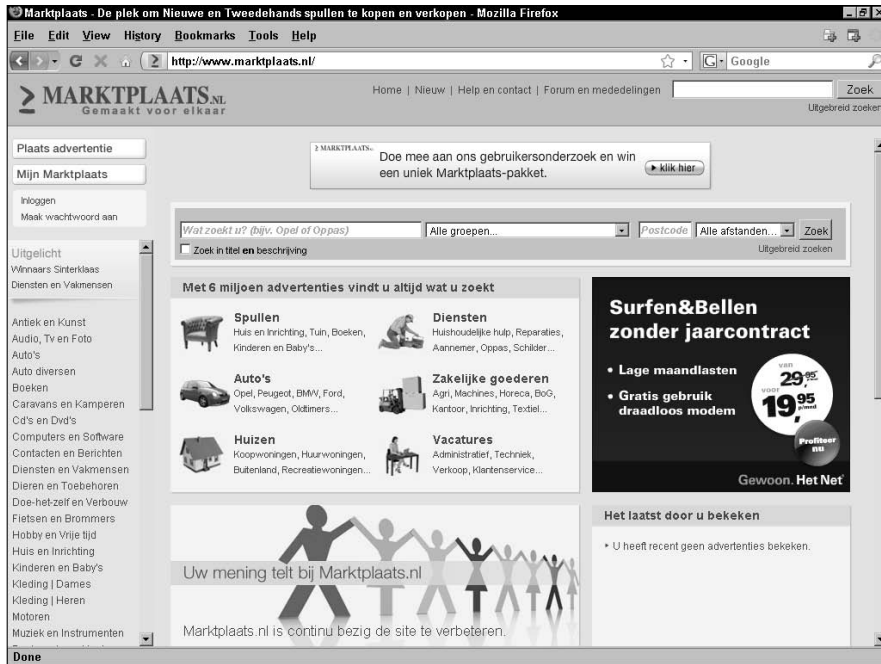 Marktplaats - De plek om Nieuwe en Tweedehands spullen te kopen en verkopen - Mozilla Firefox
File Edit View History Bookmarks Tools Help
http://www.marktplaats.nl/
Google
MARKTPLAATS.NL
Gemaakt voor elkaar
Home | Nieuw | Help en contact | Forum en mededelingen
Zoek
Uitgebreid zoeken
Plaats advertentie
Mijn Marktplaats
Inloggen
Maak wachtwoord aan
MARKTPLAATS.NL
Doe mee aan ons gebruikersonderzoek en win
een uniek Marktplaats-pakket.
klik hier
Wat zoekt u? (bijv. Opel of Oppas)
Alle groepen...
Postcode
Alle afstanden...
Zoek
Zoek in titel en beschrijving
Uitgebreid zoeken
Uitgelicht
Winnaars Sinterklaas
Diensten en Vakmensen
Antiek en Kunst
Audio, Tv en Foto
Auto's
Auto diversen
Boeken
Caravans en Kamperen
Cd's en Dvd's
Computers en Software
Contacten en Berichten
Diensten en Vakmensen
Dieren en Toebehoren
Doe-het-zelf en Verbouw
Fietsen en Brommers
Hobby en Vrije tijd
Huis en Inrichting
Kinderen en Baby's
Kleding | Dames
Kleding | Heren
Motoren
Muziek en Instrumenten
Met 6 miljoen advertenties vindt u altijd wat u zoekt
Spullen
Huis en Inrichting, Tuin, Boeken,
Kinderen en Baby's...
Diensten
Huishoudelijke hulp, Reparaties,
Aannemer, Oppas, Schilder...
Auto's
Opel, Peugeot, BMW, Ford,
Volkswagen, Oldtimers...
Zakelijke goederen
Agri, Machines, Horeca, BoG,
Kantoor, Inrichting, Textiel...
Huizen
Koopwoningen, Huurwoningen,
Buitenland, Recreatiewoningen...
Vacatures
Administratief, Techniek,
Verkoop, Klantenservice...
Surfen&Bellen
zonder jaarcontract
• Lage maandlasten
• Gratis gebruik
draadloos modem
van
29,95
voor
19,95
p/mnd
Profiteer
nu
Gewoon. Het Net
Uw mening telt bij Marktplaats.nl
Marktplaats.nl is continu bezig de site te verbeteren.
Het laatst door u bekeken
U heeft recent geen advertenties bekeken.
Done